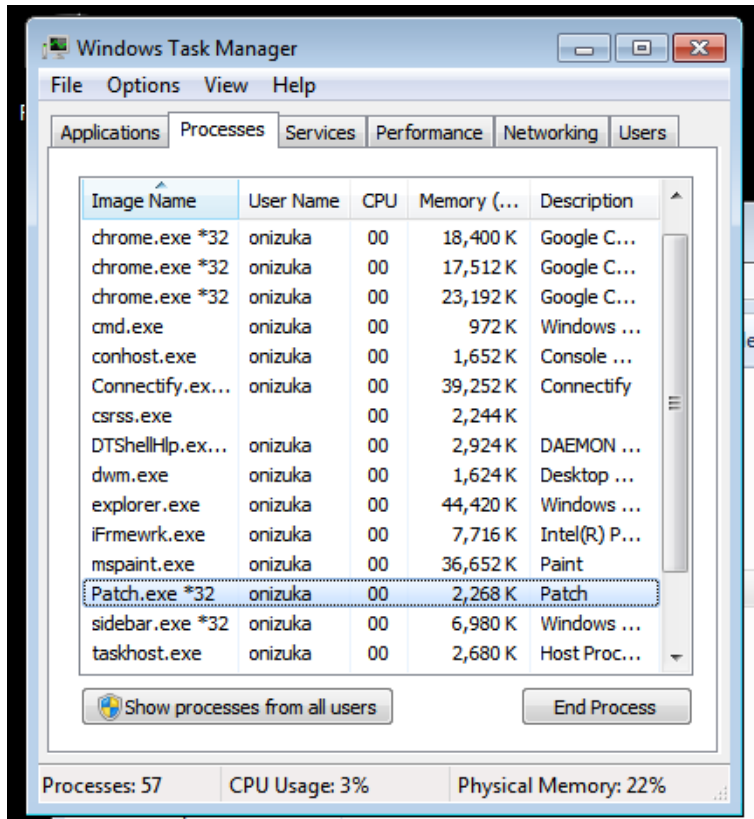 Windows Task Manager
File Options View Help
Applications Processes Services Performance Networking Users
Image Name User Name CPU Memory (... Description
chrome.exe *32 onizuka 00 18,400 K Google C...
chrome.exe *32 onizuka 00 17,512 K Google C...
chrome.exe *32 onizuka 00 23,192 K Google C...
cmd.exe onizuka 00 972 K Windows ...
conhost.exe onizuka 00 1,652 K Console ...
Connectify.ex... onizuka 00 39,252 K Connectify
csrss.exe 00 2,244 K
DTShellHlp.ex... onizuka 00 2,924 K DAEMON ...
dwm.exe onizuka 00 1,624 K Desktop ...
explorer.exe onizuka 00 44,420 K Windows ...
iFrmewrk.exe onizuka 00 7,716 K Intel(R) P...
mspaint.exe onizuka 00 36,652 K Paint
Patch.exe *32 onizuka 00 2,268 K Patch
sidebar.exe *32 onizuka 00 6,980 K Windows ...
taskhost.exe onizuka 00 2,680 K Host Proc...
Show processes from all users End Process
Processes: 57 CPU Usage: 3% Physical Memory: 22%